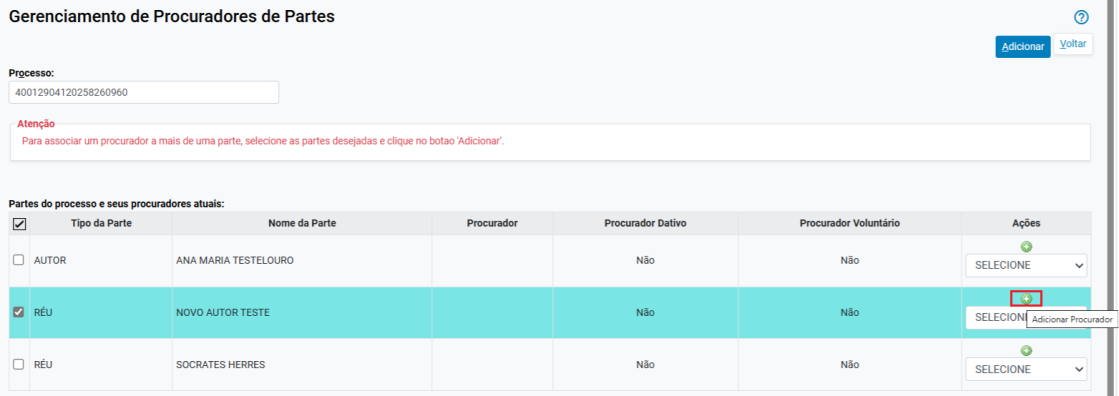 Gerenciamento de Procuradores de Partes
Adicionar Voltar
Processo:
40012904120258260960
Atenção
Para associar um procurador a mais de uma parte, selecione as partes desejadas e clique no botao 'Adicionar'.
Partes do processo e seus procuradores atuais:
Tipo da Parte Nome da Parte Procurador Procurador Dativo Procurador Voluntário Ações
AUTOR ANA MARIA TESTELOURO Não Não SELECIONE
RÉU NOVO AUTOR TESTE Não Não SELECION
Adicionar Procurador
RÉU SOCRATES HERRES Não Não SELECIONE